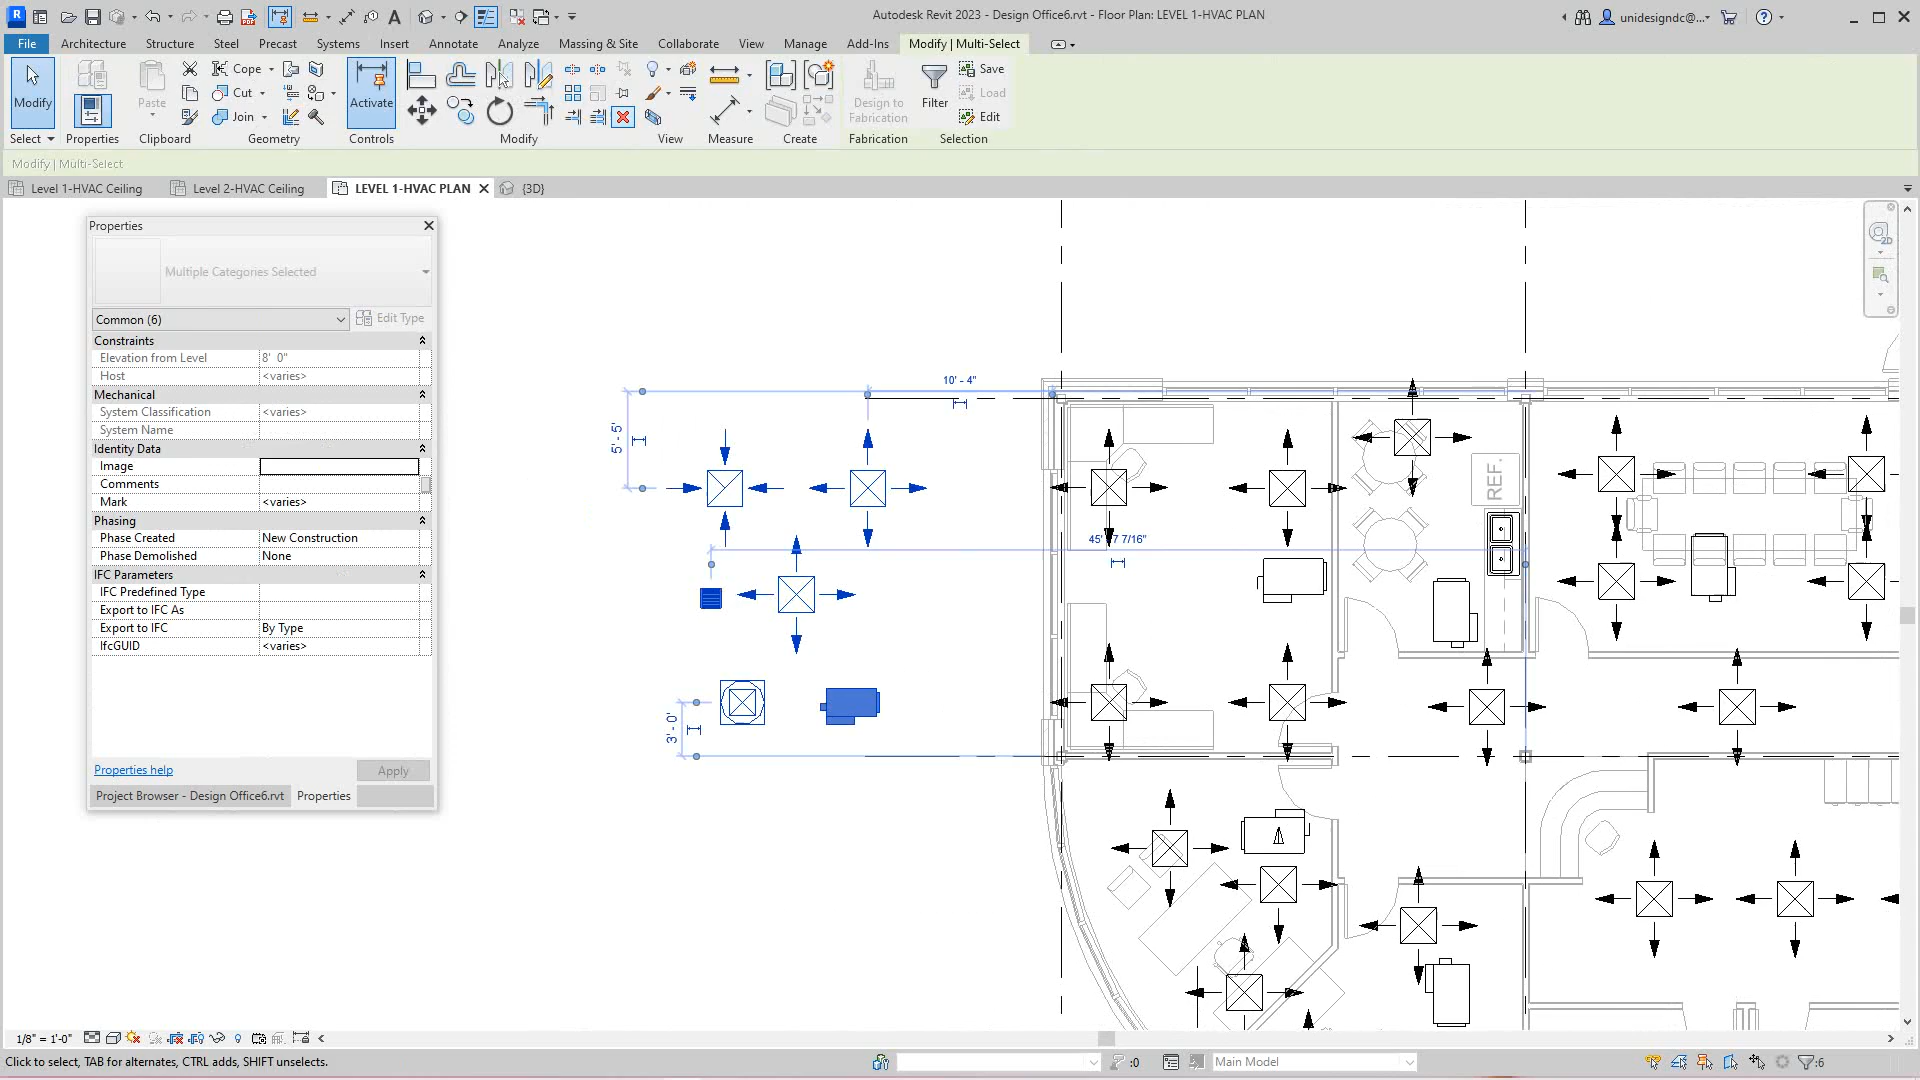 Autodesk Revit 2023 - Design Office6.rvt - Floor Plan: LEVEL 1-HVAC PLAN
unidesigndc@...
File Architecture Structure Steel Precast Systems Insert Annotate Analyze Massing & Site Collaborate View Manage Add-Ins Modify | Multi-Select
Modify
Paste
Cope
Cut
Join
Activate
Design to
Fabrication
Filter
Save
Load
Edit
Select Properties Clipboard Geometry Controls Modify View Measure Create Fabrication Selection
Modify | Multi-Select
Level 1-HVAC Ceiling Level 2-HVAC Ceiling LEVEL 1-HVAC PLAN {3D}
2D
Properties
Multiple Categories Selected
Common (6) Edit Type
Constraints
Elevation from Level 8' 0"
Host <varies>
Mechanical
System Classification <varies>
System Name
Identity Data
Image
Comments
Mark <varies>
Phasing
Phase Created New Construction
Phase Demolished None
IFC Parameters
IFC Predefined Type
Export to IFC As
Export to IFC By Type
IfcGUID <varies>
Properties help Apply
Project Browser - Design Office6.rvt Properties
10' - 4"
5' - 5'
REF.
3' - 0'
1/8" = 1'-0"
Click to select, TAB for alternates, CTRL adds, SHIFT unselects.
:0
Main Model
:6